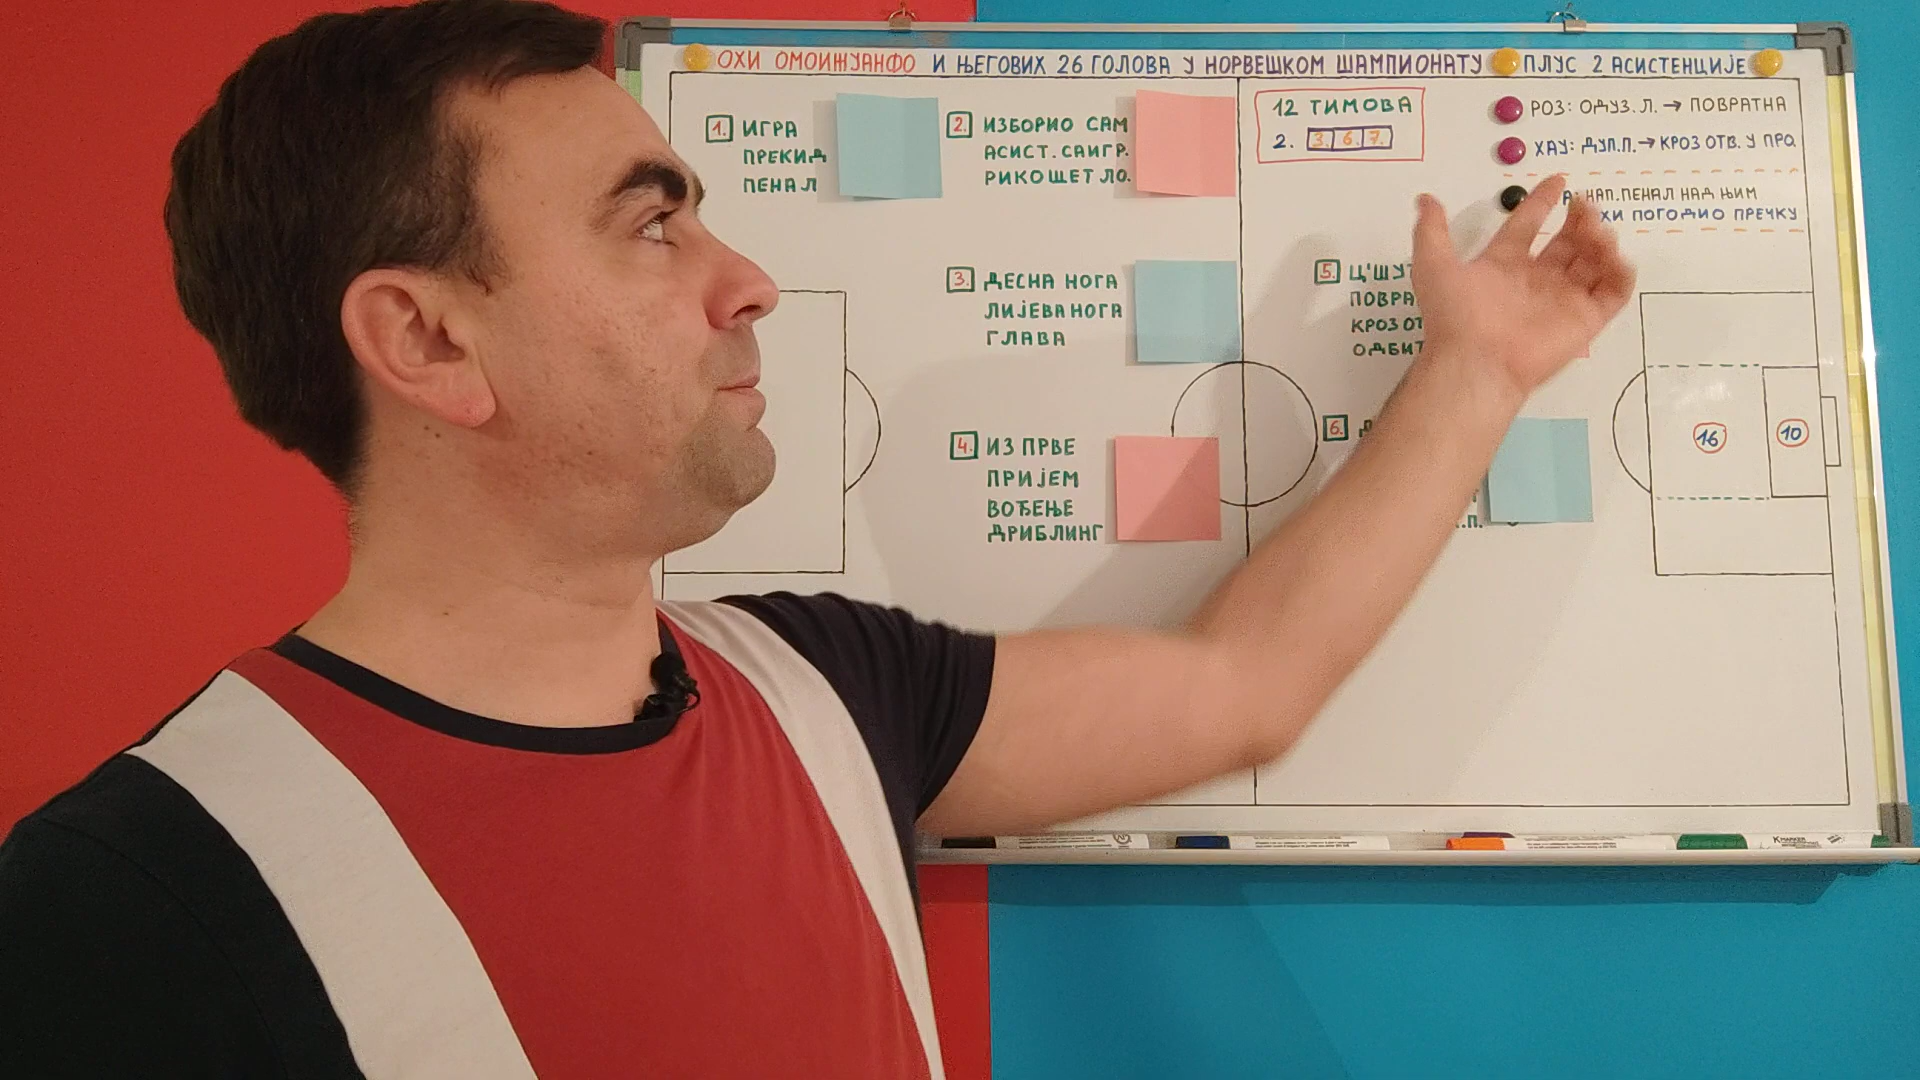 ОХИ ОМОИЖУАНФО И ЊЕГОВИХ 26 ГОЛОВА У НОРВЕШКОМ ШАМПИОНАТУ ПЛУС 2 АСИСТЕНЦИЈЕ
1. ИГРА
ПРЕКИД
ПЕНАЛ
2. ИЗБОРИО САМ
АСИСТ. САИГР.
РИКОШЕТ ЛО.
3. ДЕСНА НОГА
ЛИЈЕВА НОГА
ГЛАВА
4. ИЗ ПРВЕ
ПРИЈЕМ
ВОЂЕЊЕ
ДРИБЛИНГ
12 ТИМОВА
2. 3. 6. 7.
РОЗ: ОДУЗ. Л. → ПОВРАТНА
ХАУ: ДУП.П. → КРОЗ ОТВ. У ПРО.
НАП. ПЕНАЛ НАД ЊИМ
ХИ ПОГОДИО ПРЕЧКУ
5. Ц'ШУТ
ПОВРА
КРОЗ ОТ
ОДБИТ
6.
.П.
16
10
K MARKER